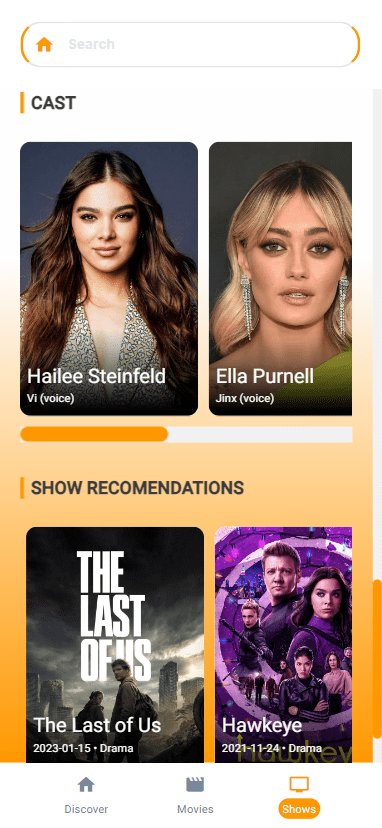 Search
CAST
Hailee Steinfeld
Vi (voice)
Ella Purnell
Jinx (voice)
SHOW RECOMENDATIONS
THE
LAST
OF US
The Last of Us
2023-01-15 • Drama
Hawkeye
2021-11-24 • Drama
Hawkey
Discover
Movies
Shows